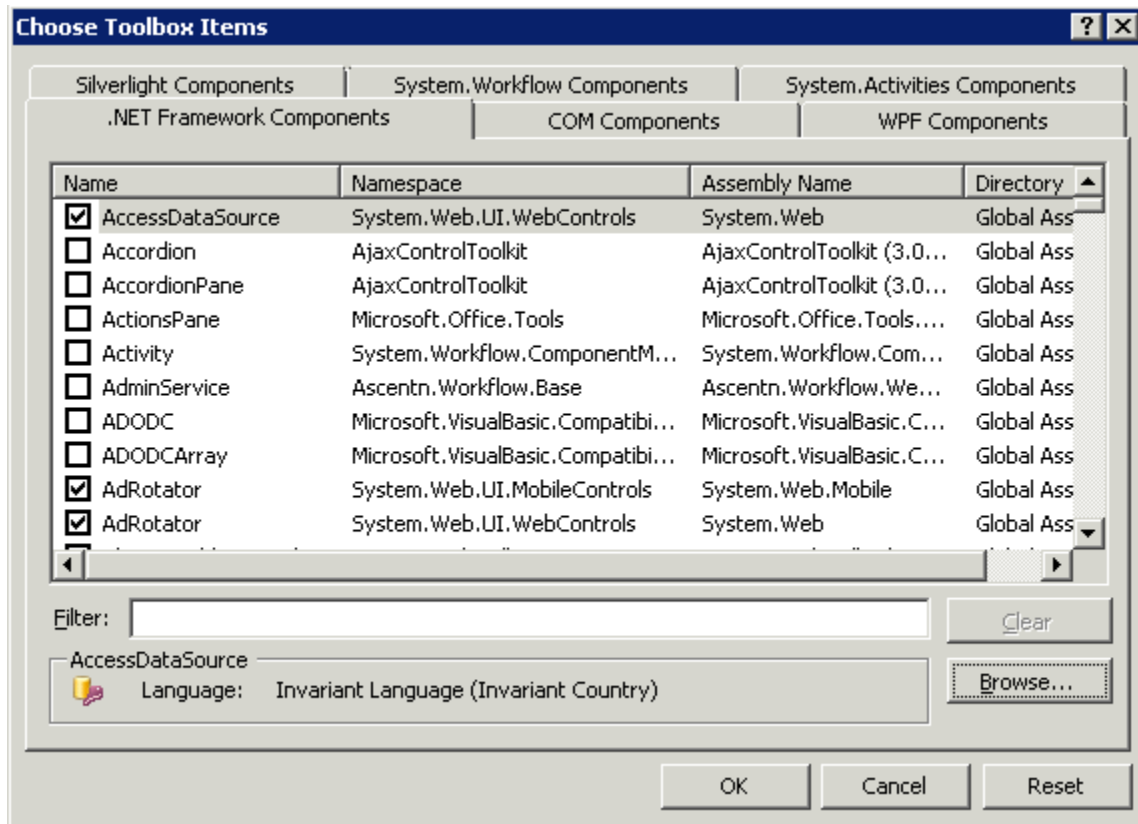 Choose Toolbox Items
Silverlight Components System.Workflow Components System.Activities Components
.NET Framework Components COM Components WPF Components
Name Namespace Assembly Name Directory
AccessDataSource System.Web.UI.WebControls System.Web Global Ass
Accordion AjaxControlToolkit AjaxControlToolkit (3.0... Global Ass
AccordionPane AjaxControlToolkit AjaxControlToolkit (3.0... Global Ass
ActionsPane Microsoft.Office.Tools Microsoft.Office.Tools.... Global Ass
Activity System.Workflow.ComponentM... System.Workflow.Com... Global Ass
AdminService Ascentn.Workflow.Base Ascentn.Workflow.We... Global Ass
ADODC Microsoft.VisualBasic.Compatibi... Microsoft.VisualBasic.C... Global Ass
ADODCArray Microsoft.VisualBasic.Compatibi... Microsoft.VisualBasic.C... Global Ass
AdRotator System.Web.UI.MobileControls System.Web.Mobile Global Ass
AdRotator System.Web.UI.WebControls System.Web Global Ass
Filter: Clear
AccessDataSource
Language: Invariant Language (Invariant Country) Browse...
OK Cancel Reset